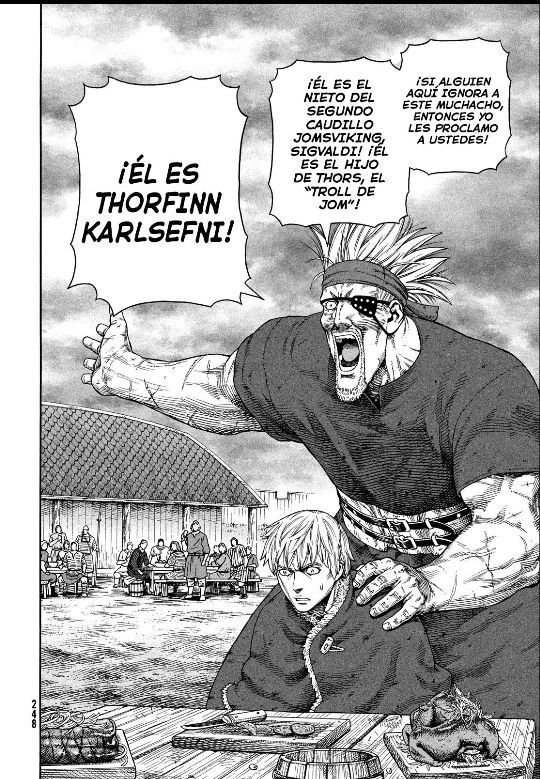 ¡SI ALGUIEN
AQUÍ IGNORA A
ESTE MUCHACHO,
ENTONCES YO
LES PROCLAMO
A USTEDES!
¡ÉL ES EL
NIETO DEL
SEGUNDO
CAUDILLO
JOMSVIKING,
SIGVALDI! ¡ÉL
ES EL HIJO
DE THORS, EL
"TROLL DE
JOM"!
¡ÉL ES
THORFINN
KARLSEFNI!
248